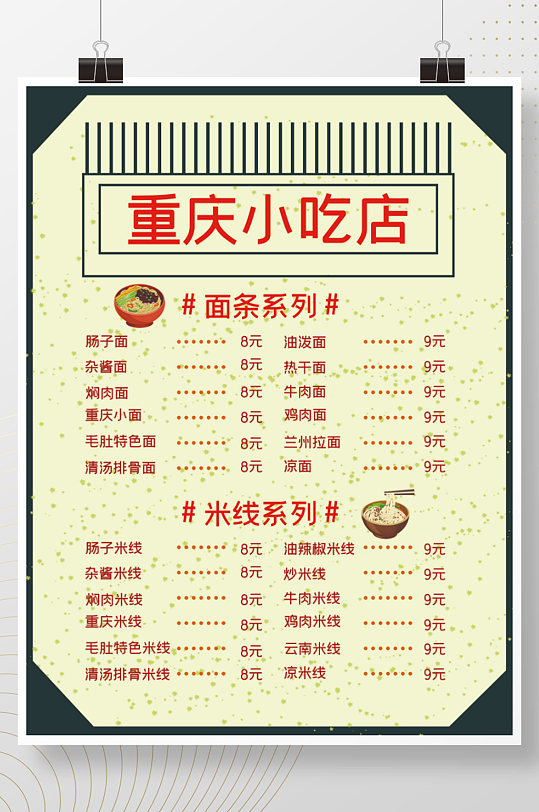 重庆小吃店
#面条系列#
肠子面 ······· 8元 油泼面 ······· 9元
杂酱面 ······· 8元 热干面 ······· 9元
焖肉面 ······· 8元 牛肉面 ······· 9元
重庆小面 ······· 8元 鸡肉面 ······· 9元
毛肚特色面 ······· 8元 兰州拉面 ······· 9元
清汤排骨面 ······· 8元 凉面 ······· 9元
#米线系列#
肠子米线 ······· 8元 油辣椒米线 ······· 9元
杂酱米线 ······· 8元 炒米线 ······· 9元
焖肉米线 ······· 8元 牛肉米线 ······· 9元
重庆米线 ······· 8元 鸡肉米线 ······· 9元
毛肚特色米线 ······· 8元 云南米线 ······· 9元
清汤排骨米线 ······· 8元 凉米线 ······· 9元